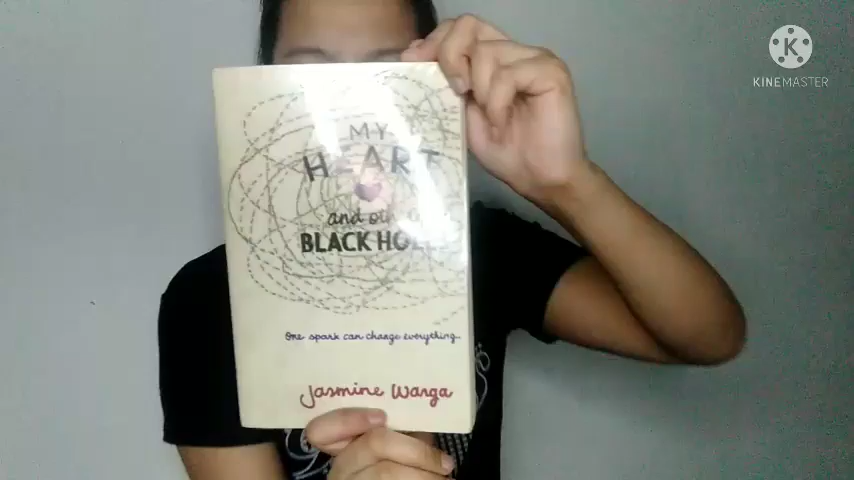 MY
HEART
and
BLACK
One spark can change everything.
Jasmine Warga
K
KINEMASTER